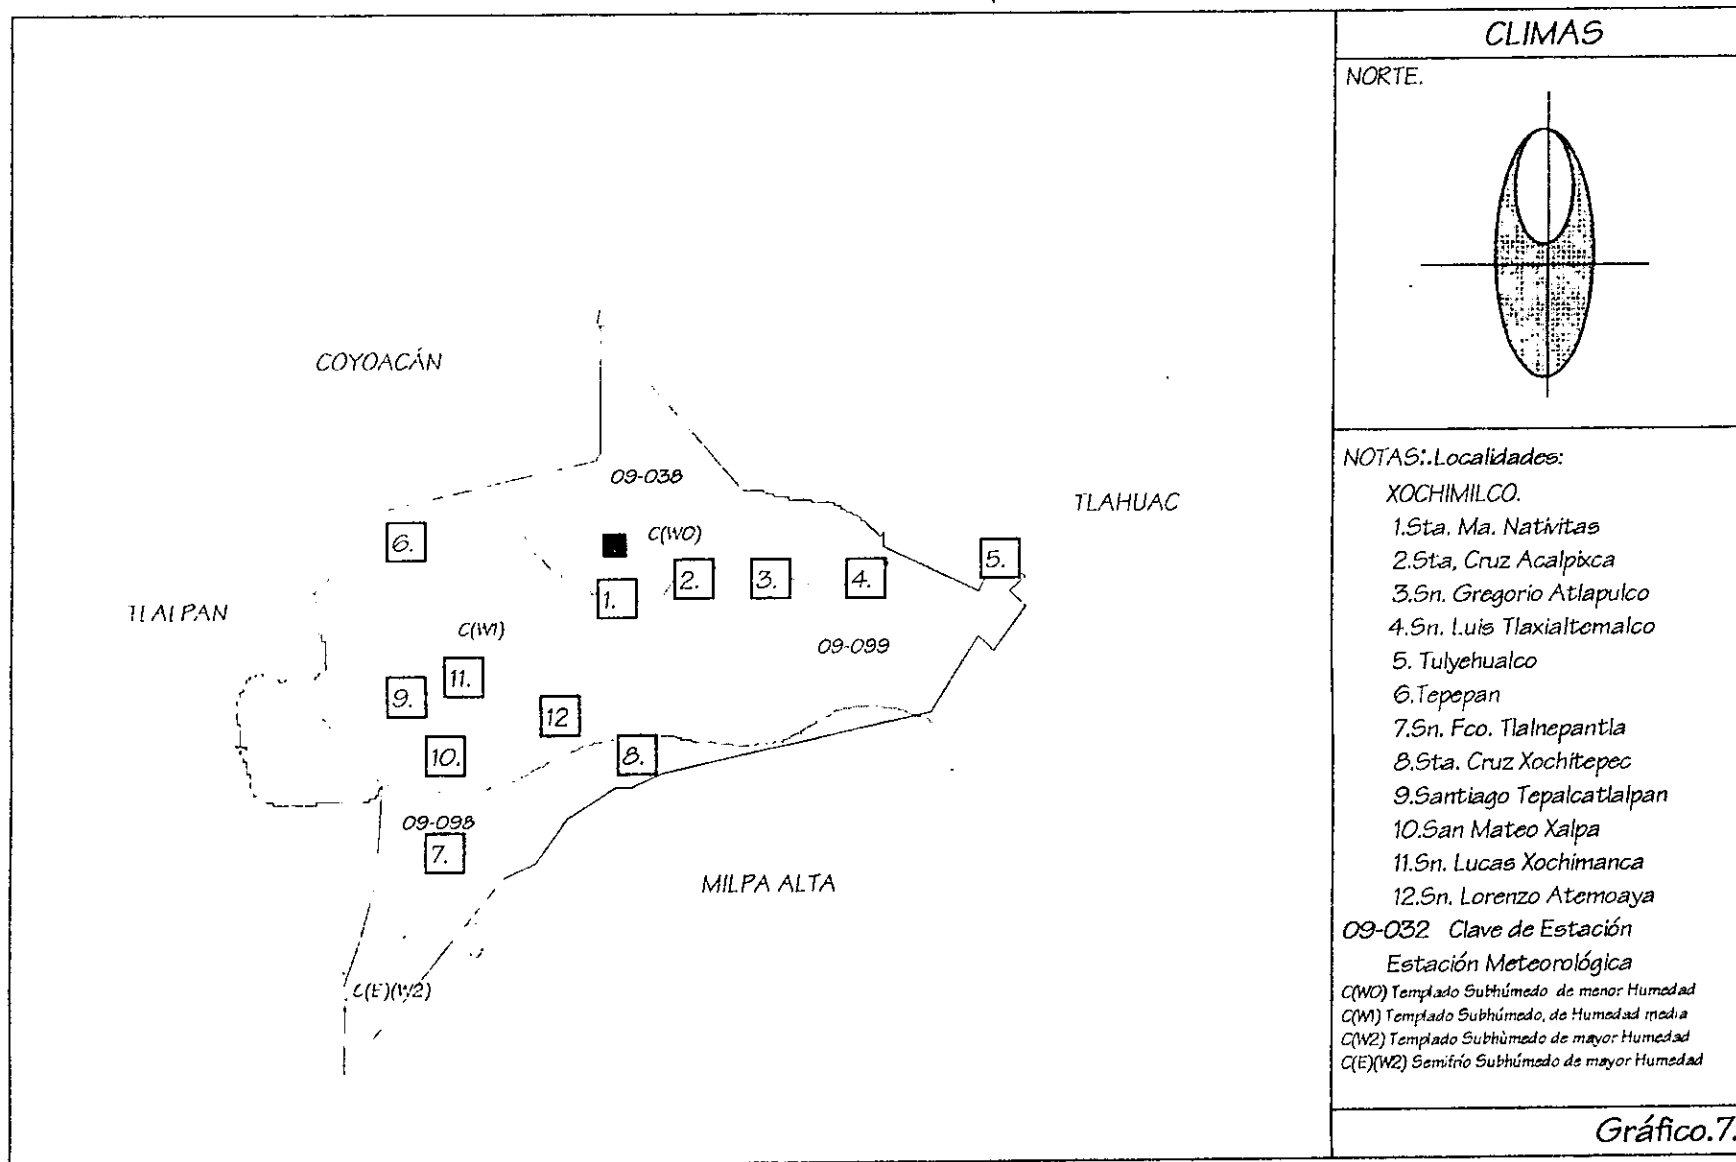 CLIMAS
NORTE.
COYOACÁN
09-038
TLAHUAC
C(W0)
6.
5.
2.
3.
4.
1.
TLALPAN
C(W1)
09-099
11.
9.
12
10.
8.
09-098
7.
MILPA ALTA
C(E)(W2)
NOTAS:.Localidades:
XOCHIMILCO.
1.Sta. Ma. Nativitas
2.Sta, Cruz Acalpixca
3.Sn. Gregorio Atlapulco
4.Sn. Luis Tlaxialtemalco
5. Tulyehualco
6.Tepepan
7.Sn. Fco. Tlalnepantla
8.Sta. Cruz Xochitepec
9.Santiago Tepalcatlalpan
10.San Mateo Xalpa
11.Sn. Lucas Xochimanca
12.Sn. Lorenzo Atemoaya
09-032 Clave de Estación
Estación Meteorológica
C(W0) Templado Subhúmedo de menor Humedad
C(W1) Templado Subhúmedo, de Humedad media
C(W2) Templado Subhùmedo de mayor Humedad
C(E)(W2) Semifrío Subhúmedo de mayor Humedad
Gráfico.7.